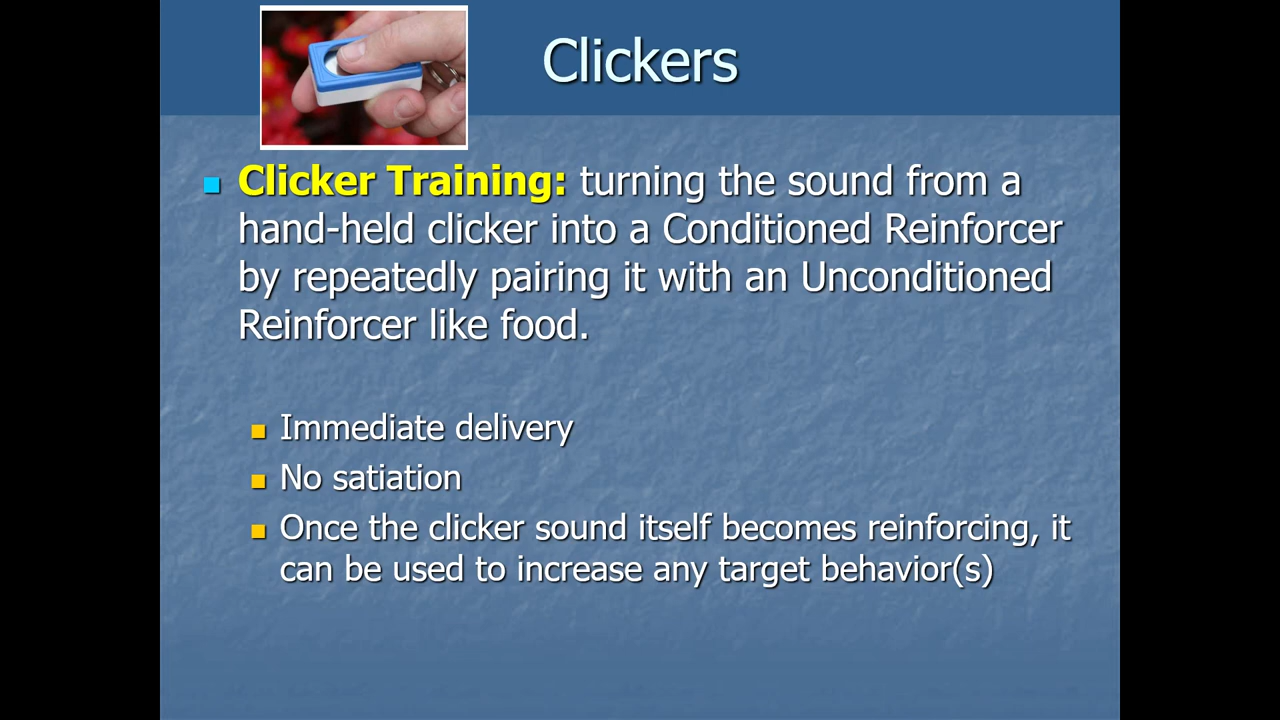 Clickers
Clicker Training: turning the sound from a
hand-held clicker into a Conditioned Reinforcer
by repeatedly pairing it with an Unconditioned
Reinforcer like food.
Immediate delivery
No satiation
Once the clicker sound itself becomes reinforcing, it
can be used to increase any target behavior(s)